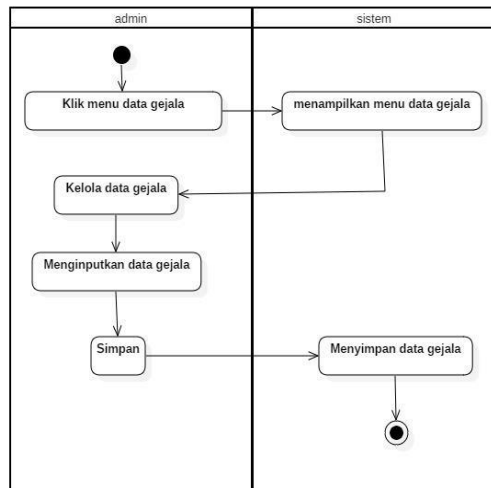 admin
sistem
Klik menu data gejala
menampilkan menu data gejala
Kelola data gejala
Menginputkan data gejala
Simpan
Menyimpan data gejala